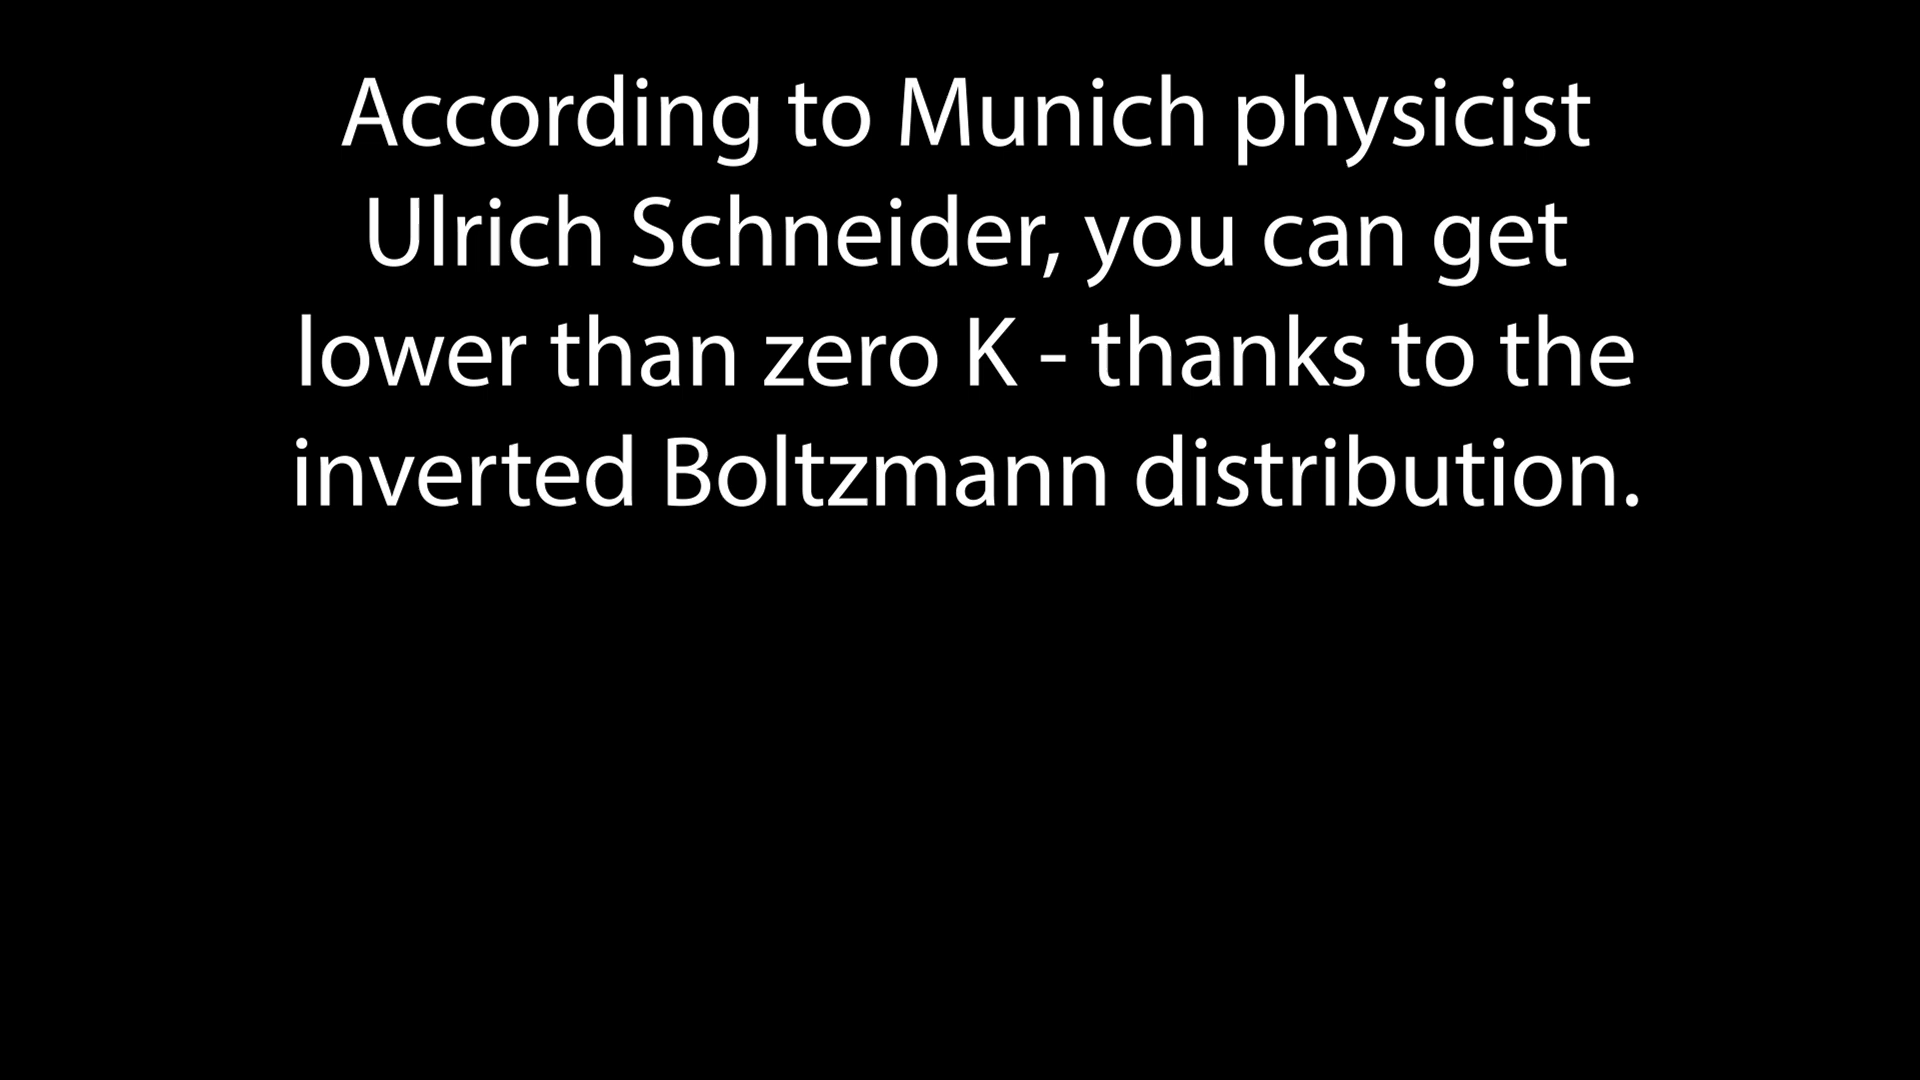 According to Munich physicist
Ulrich Schneider, you can get
lower than zero K - thanks to the
inverted Boltzmann distribution.